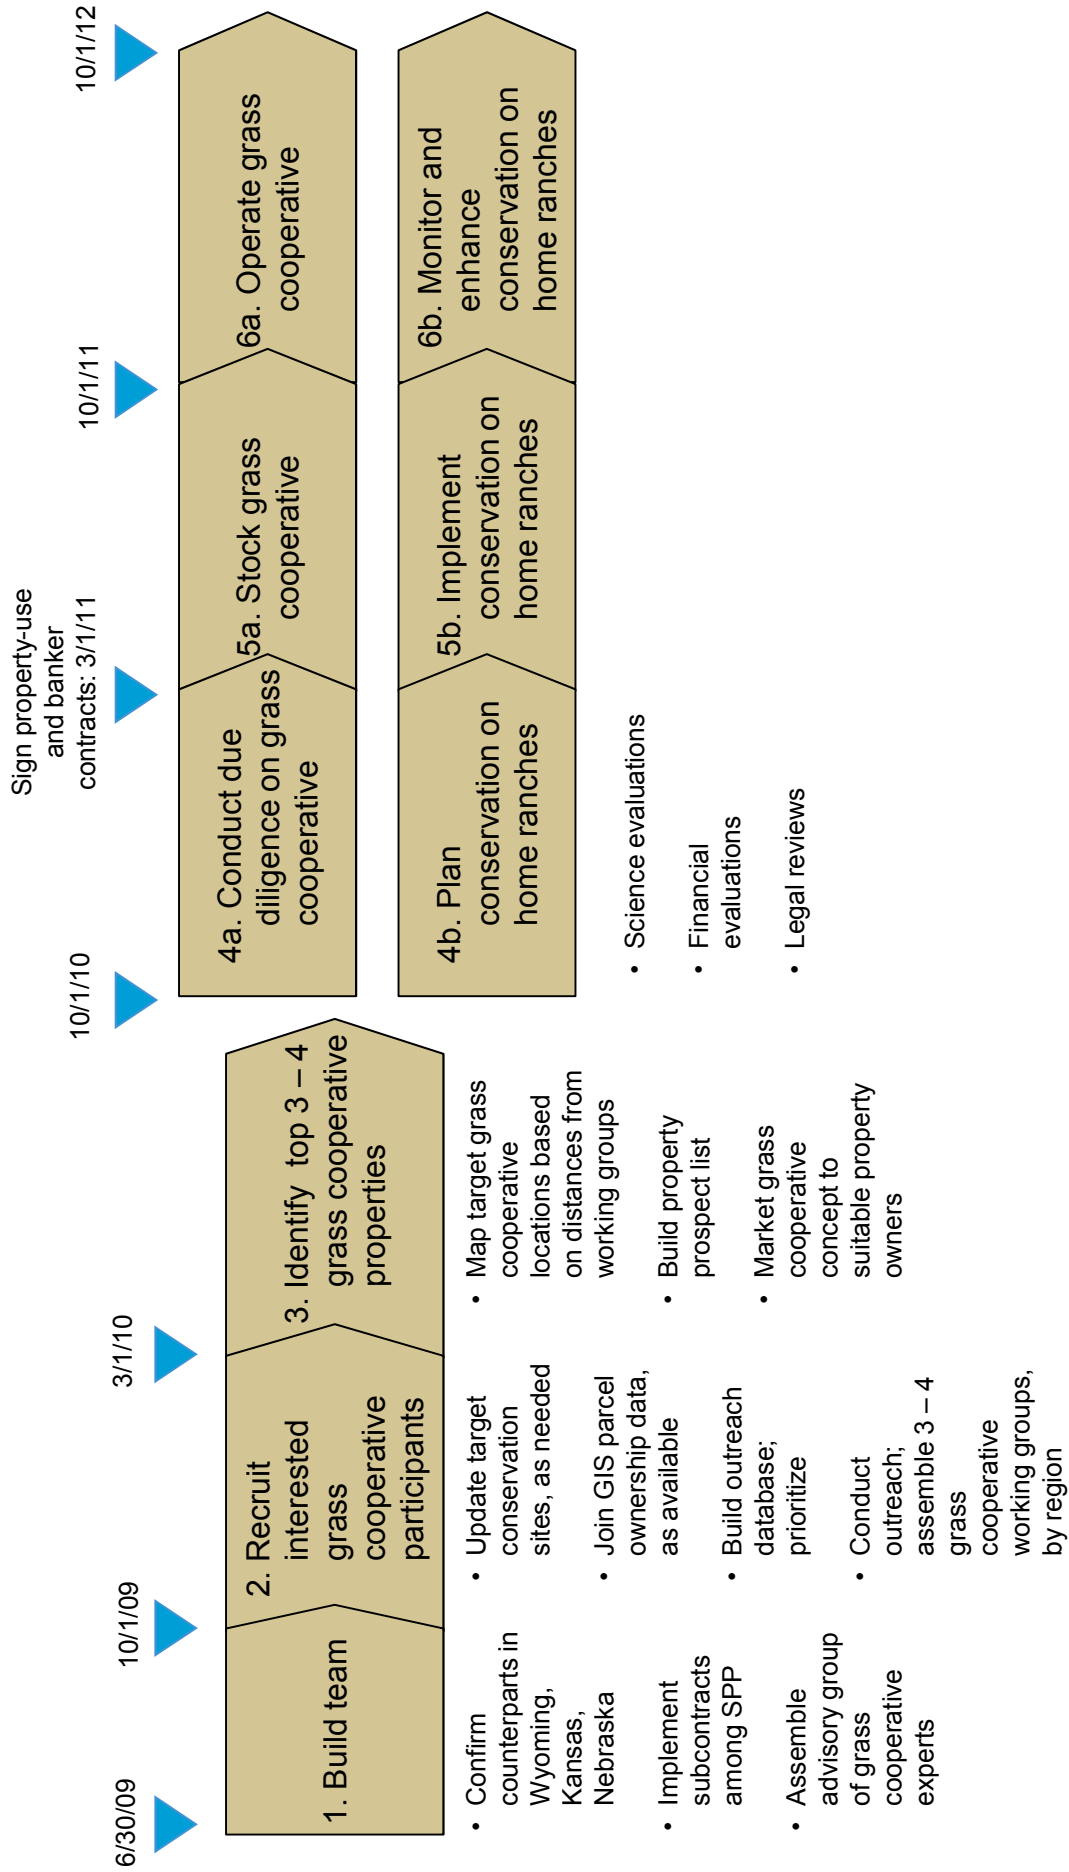 6/30/09
10/1/09
3/1/10
10/1/10
Sign property-use
and banker
contracts: 3/1/11
10/1/11
10/1/12
1. Build team
2. Recruit
interested
grass
cooperative
participants
3. Identify top 3 – 4
grass cooperative
properties
4a. Conduct due
diligence on grass
cooperative
5a. Stock grass
cooperative
6a. Operate grass
cooperative
4b. Plan
conservation on
home ranches
5b. Implement
conservation on
home ranches
6b. Monitor and
enhance
conservation on
home ranches
• Confirm
counterparts in
Wyoming,
Kansas,
Nebraska
• Implement
subcontracts
among SPP
• Assemble
advisory group
of grass
cooperative
experts
• Update target
conservation
sites, as needed
• Join GIS parcel
ownership data,
as available
• Build outreach
database;
prioritize
• Conduct
outreach;
assemble 3 – 4
grass
cooperative
working groups,
by region
• Map target grass
cooperative
locations based
on distances from
working groups
• Build property
prospect list
• Market grass
cooperative
concept to
suitable property
owners
• Science evaluations
• Financial
evaluations
• Legal reviews